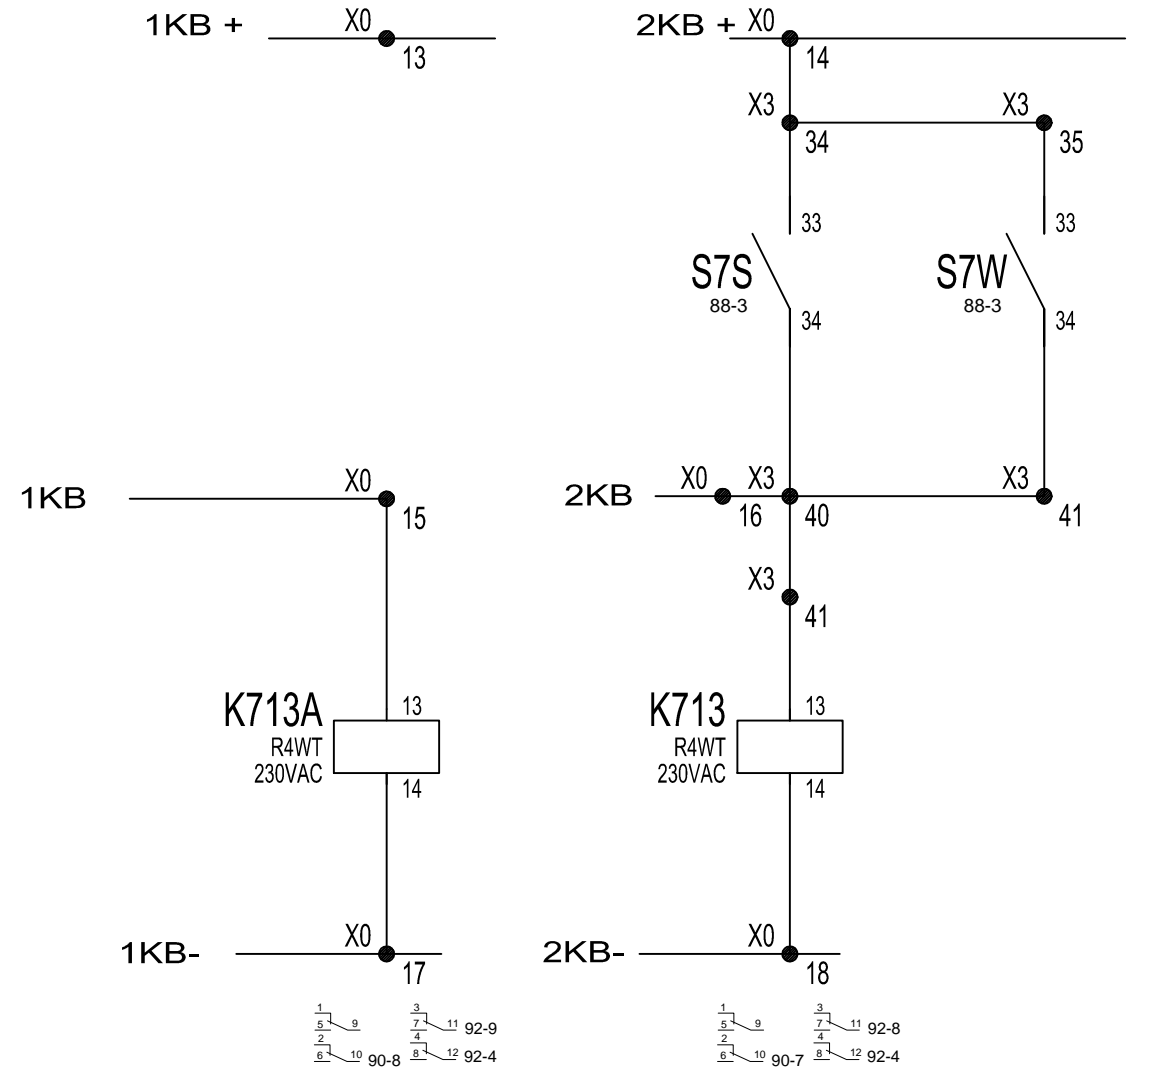 1KB + X0 2KB + X0
13 14
X3 X3
34 35
33 33
S7S S7W
88-3 88-3
34 34
1KB X0 2KB X0 X3 X3
15 16 40 41
X3
41
K713A 13 K713 13
R4WT R4WT
230VAC 230VAC
14 14
1KB- X0 2KB- X0
17 18
1 3 1 3
5 9 7 11 92-9 5 9 7 11 92-8
2 4 2 4
6 10 90-8 8 12 92-4 6 10 90-7 8 12 92-4